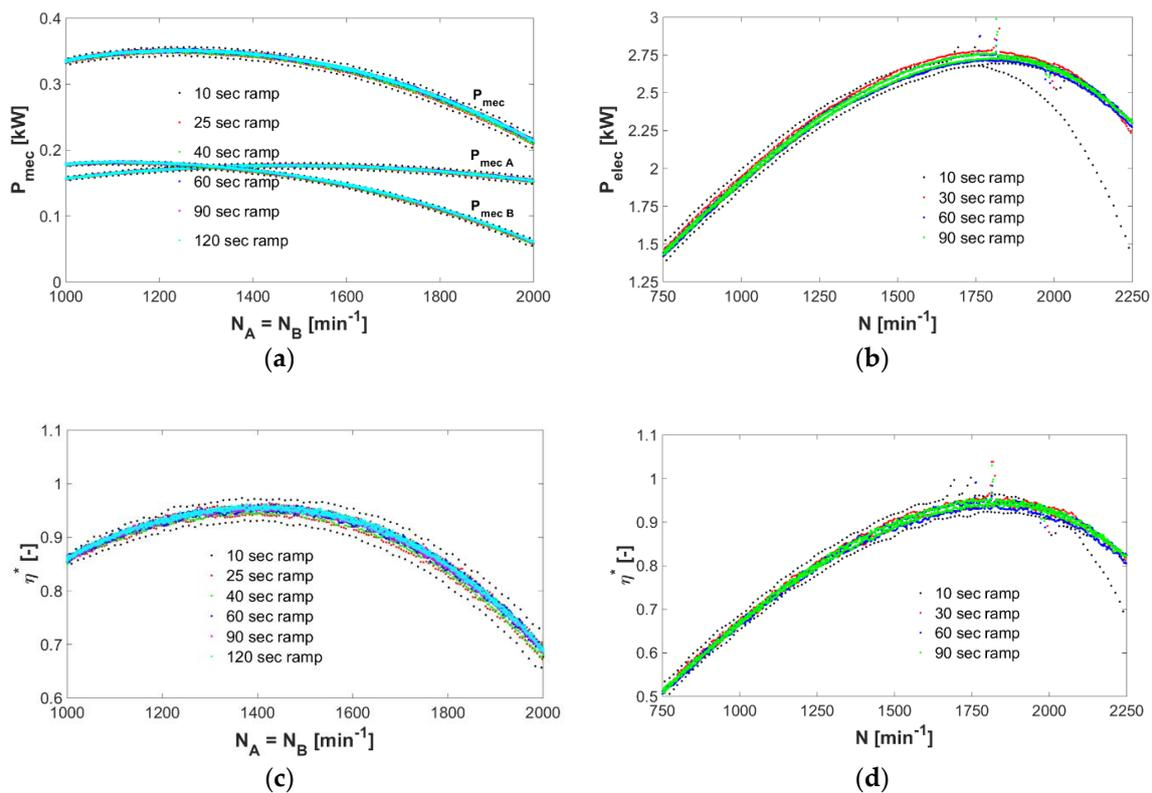 0.4
0.3
0.2
0.1
0
P_mec [kW]
10 sec ramp
25 sec ramp
40 sec ramp
60 sec ramp
90 sec ramp
120 sec ramp
P_mec
P_mec A
P_mec B
1000 1200 1400 1600 1800 2000
N_A = N_B [min^-1]
(a)
3
2.75
2.5
2.25
2
1.75
1.5
1.25
P_elec [kW]
10 sec ramp
30 sec ramp
60 sec ramp
90 sec ramp
750 1000 1250 1500 1750 2000 2250
N [min^-1]
(b)
1.1
1
0.9
0.8
0.7
0.6
η* [-]
10 sec ramp
25 sec ramp
40 sec ramp
60 sec ramp
90 sec ramp
120 sec ramp
1000 1200 1400 1600 1800 2000
N_A = N_B [min^-1]
(c)
1.1
1
0.9
0.8
0.7
0.6
0.5
η* [-]
10 sec ramp
30 sec ramp
60 sec ramp
90 sec ramp
750 1000 1250 1500 1750 2000 2250
N [min^-1]
(d)